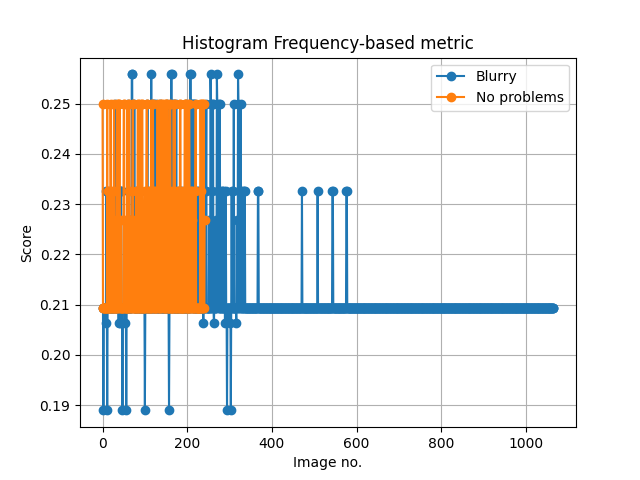 Histogram Frequency-based metric
Blurry
No problems
Score
0.25
0.24
0.23
0.22
0.21
0.20
0.19
0 200 400 600 800 1000
Image no.